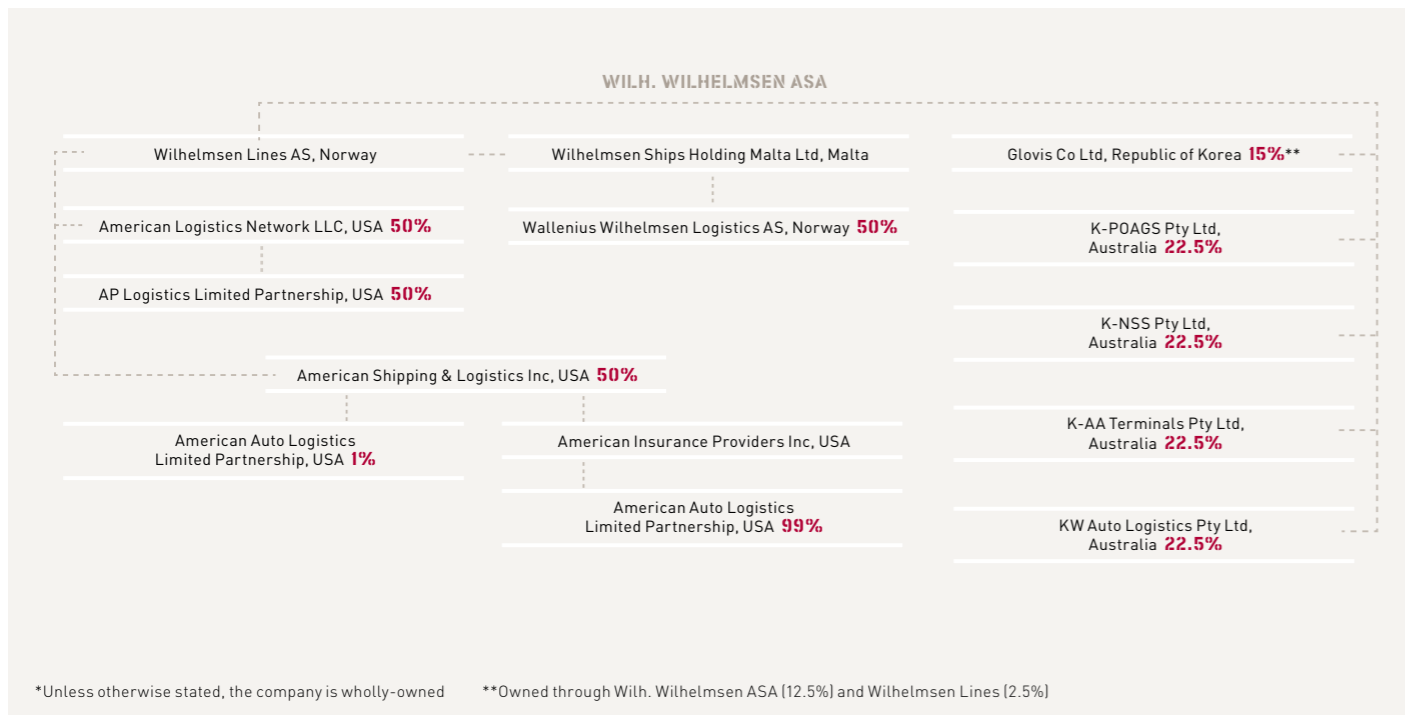 WILH. WILHELMSEN ASA
Wilhelmsen Lines AS, Norway
Wilhelmsen Ships Holding Malta Ltd, Malta
Glovis Co Ltd, Republic of Korea 15%**
American Logistics Network LLC, USA 50%
Wallenius Wilhelmsen Logistics AS, Norway 50%
K-POAGS Pty Ltd,
Australia 22.5%
AP Logistics Limited Partnership, USA 50%
K-NSS Pty Ltd,
Australia 22.5%
American Shipping & Logistics Inc, USA 50%
American Auto Logistics
Limited Partnership, USA 1%
American Insurance Providers Inc, USA
K-AA Terminals Pty Ltd,
Australia 22.5%
American Auto Logistics
Limited Partnership, USA 99%
KW Auto Logistics Pty Ltd,
Australia 22.5%
*Unless otherwise stated, the company is wholly-owned
**Owned through Wilh. Wilhelmsen ASA (12.5%) and Wilhelmsen Lines (2.5%)